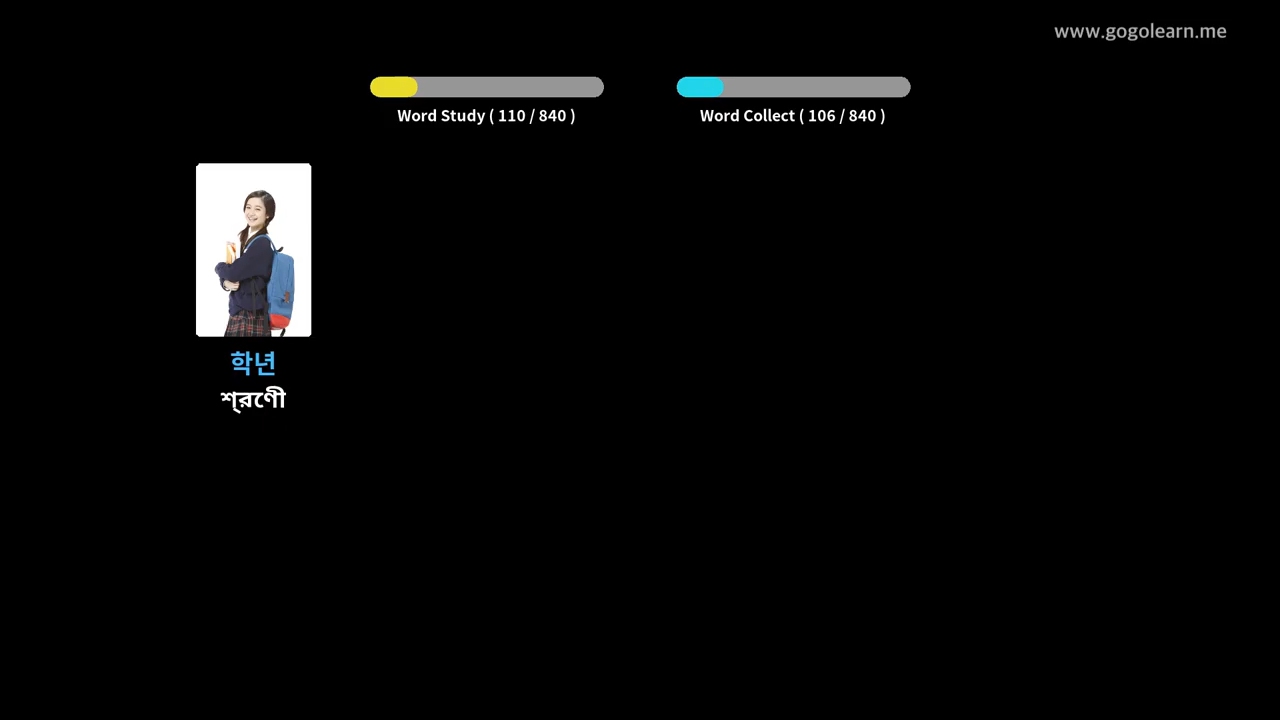 www.gogolearn.me
Word Study ( 110 / 840 )
Word Collect ( 106 / 840 )
학년
শ্রেণী